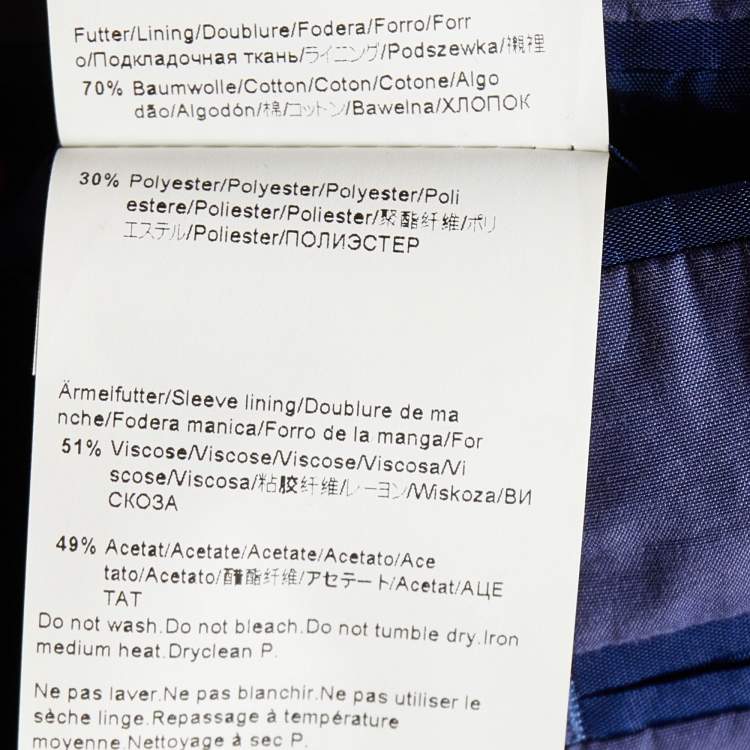 Futter/Lining/Doublure/Fodera/Forro/Forr
o/Подкладочная ткань/ライニング/Podszewka/襯裡
70% Baumwolle/Cotton/Coton/Cotone/Algo
dão/Algodón/棉/コットン/Bawełna/ХЛОПОК
30% Polyester/Polyester/Polyester/Poli
estere/Poliester/Poliester/聚酯纤维/ポリ
エステル/Poliester/ПОЛИЭСТЕР
Ärmelfutter/Sleeve lining/Doublure de ma
nche/Fodera manica/Forro de la manga/For
51% Viscose/Viscose/Viscose/Viscosa/Vi
scose/Viscosa/粘胶纤维/レーヨン/Wiskoza/ВИ
СКОЗА
49% Acetat/Acetate/Acetate/Acetato/Ace
tato/Acetato/醋酯纤维/アセテート/Acetat/АЦЕ
ТАТ
Do not wash.Do not bleach.Do not tumble dry.Iron
medium heat.Dryclean P.
Ne pas laver.Ne pas blanchir.Ne pas utiliser le
sèche linge.Repassage à température
moyenne.Nettoyage à sec P.